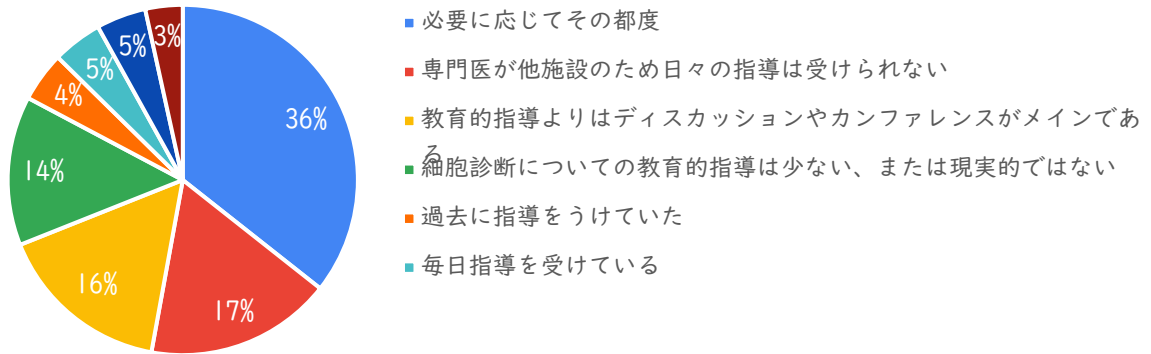 3%
5%
5%
4%
14%
16%
17%
36%
必要に応じてその都度
専門医が他施設のため日々の指導は受けられない
教育的指導よりはディスカッションやカンファレンスがメインであ
る
細胞診断についての教育的指導は少ない、または現実的ではない
過去に指導をうけていた
毎日指導を受けている